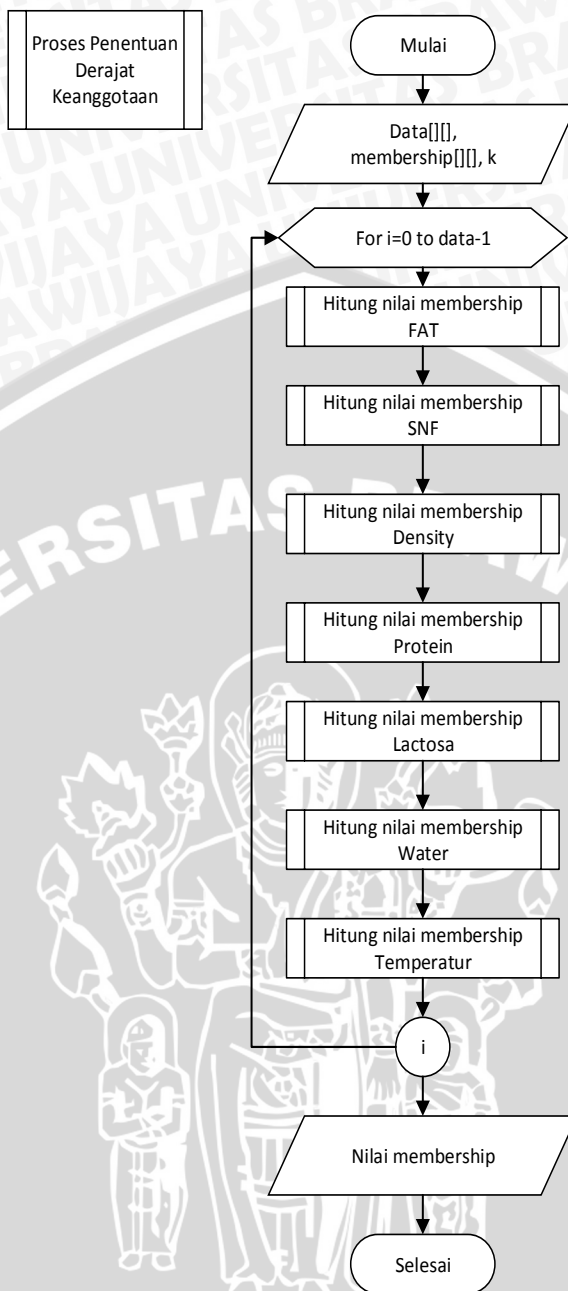 Proses Penentuan
Derajat
Keanggotaan
Mulai
Data[][],
membership[][], k
For i=0 to data-1
Hitung nilai membership
FAT
Hitung nilai membership
SNF
Hitung nilai membership
Density
Hitung nilai membership
Protein
Hitung nilai membership
Lactosa
Hitung nilai membership
Water
Hitung nilai membership
Temperatur
i
Nilai membership
Selesai